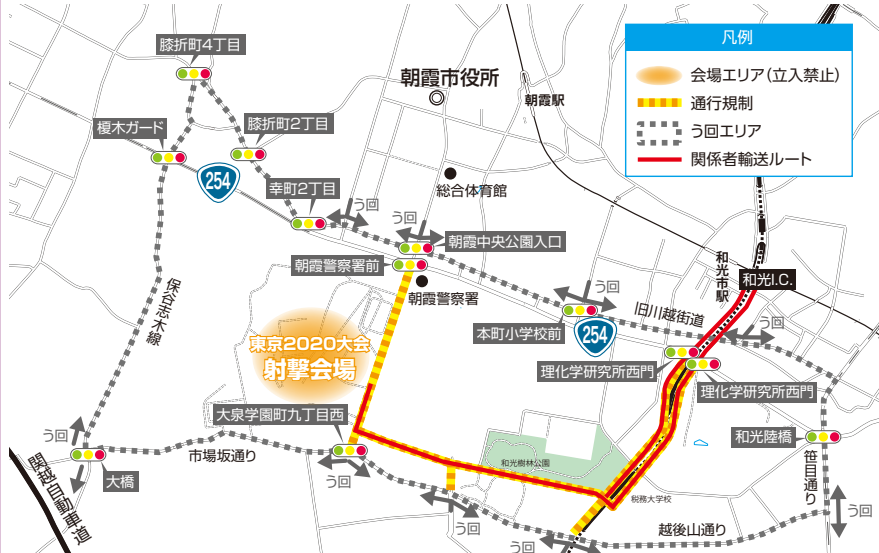 膝折町4丁目
凡例
会場エリア(立入禁止)
通行規制
う回エリア
関係者輸送ルート
朝霞市役所
朝霞駅
榎木ガード
膝折町2丁目
254
幸町2丁目
総合体育館
う回
う回
朝霞中央公園入口
朝霞警察署前
朝霞警察署
和光市駅
和光I.C.
保谷志木線
旧川越街道
う回
う回
本町小学校前
254
東京2020大会
射撃会場
理化学研究所西門
理化学研究所西門
大泉学園町九丁目西
う回
市場坂通り
大橋
関越自動車道
う回
和光樹林公園
税務大学校
和光陸橋
笹目通り
う回
う回
越後山通り
う回